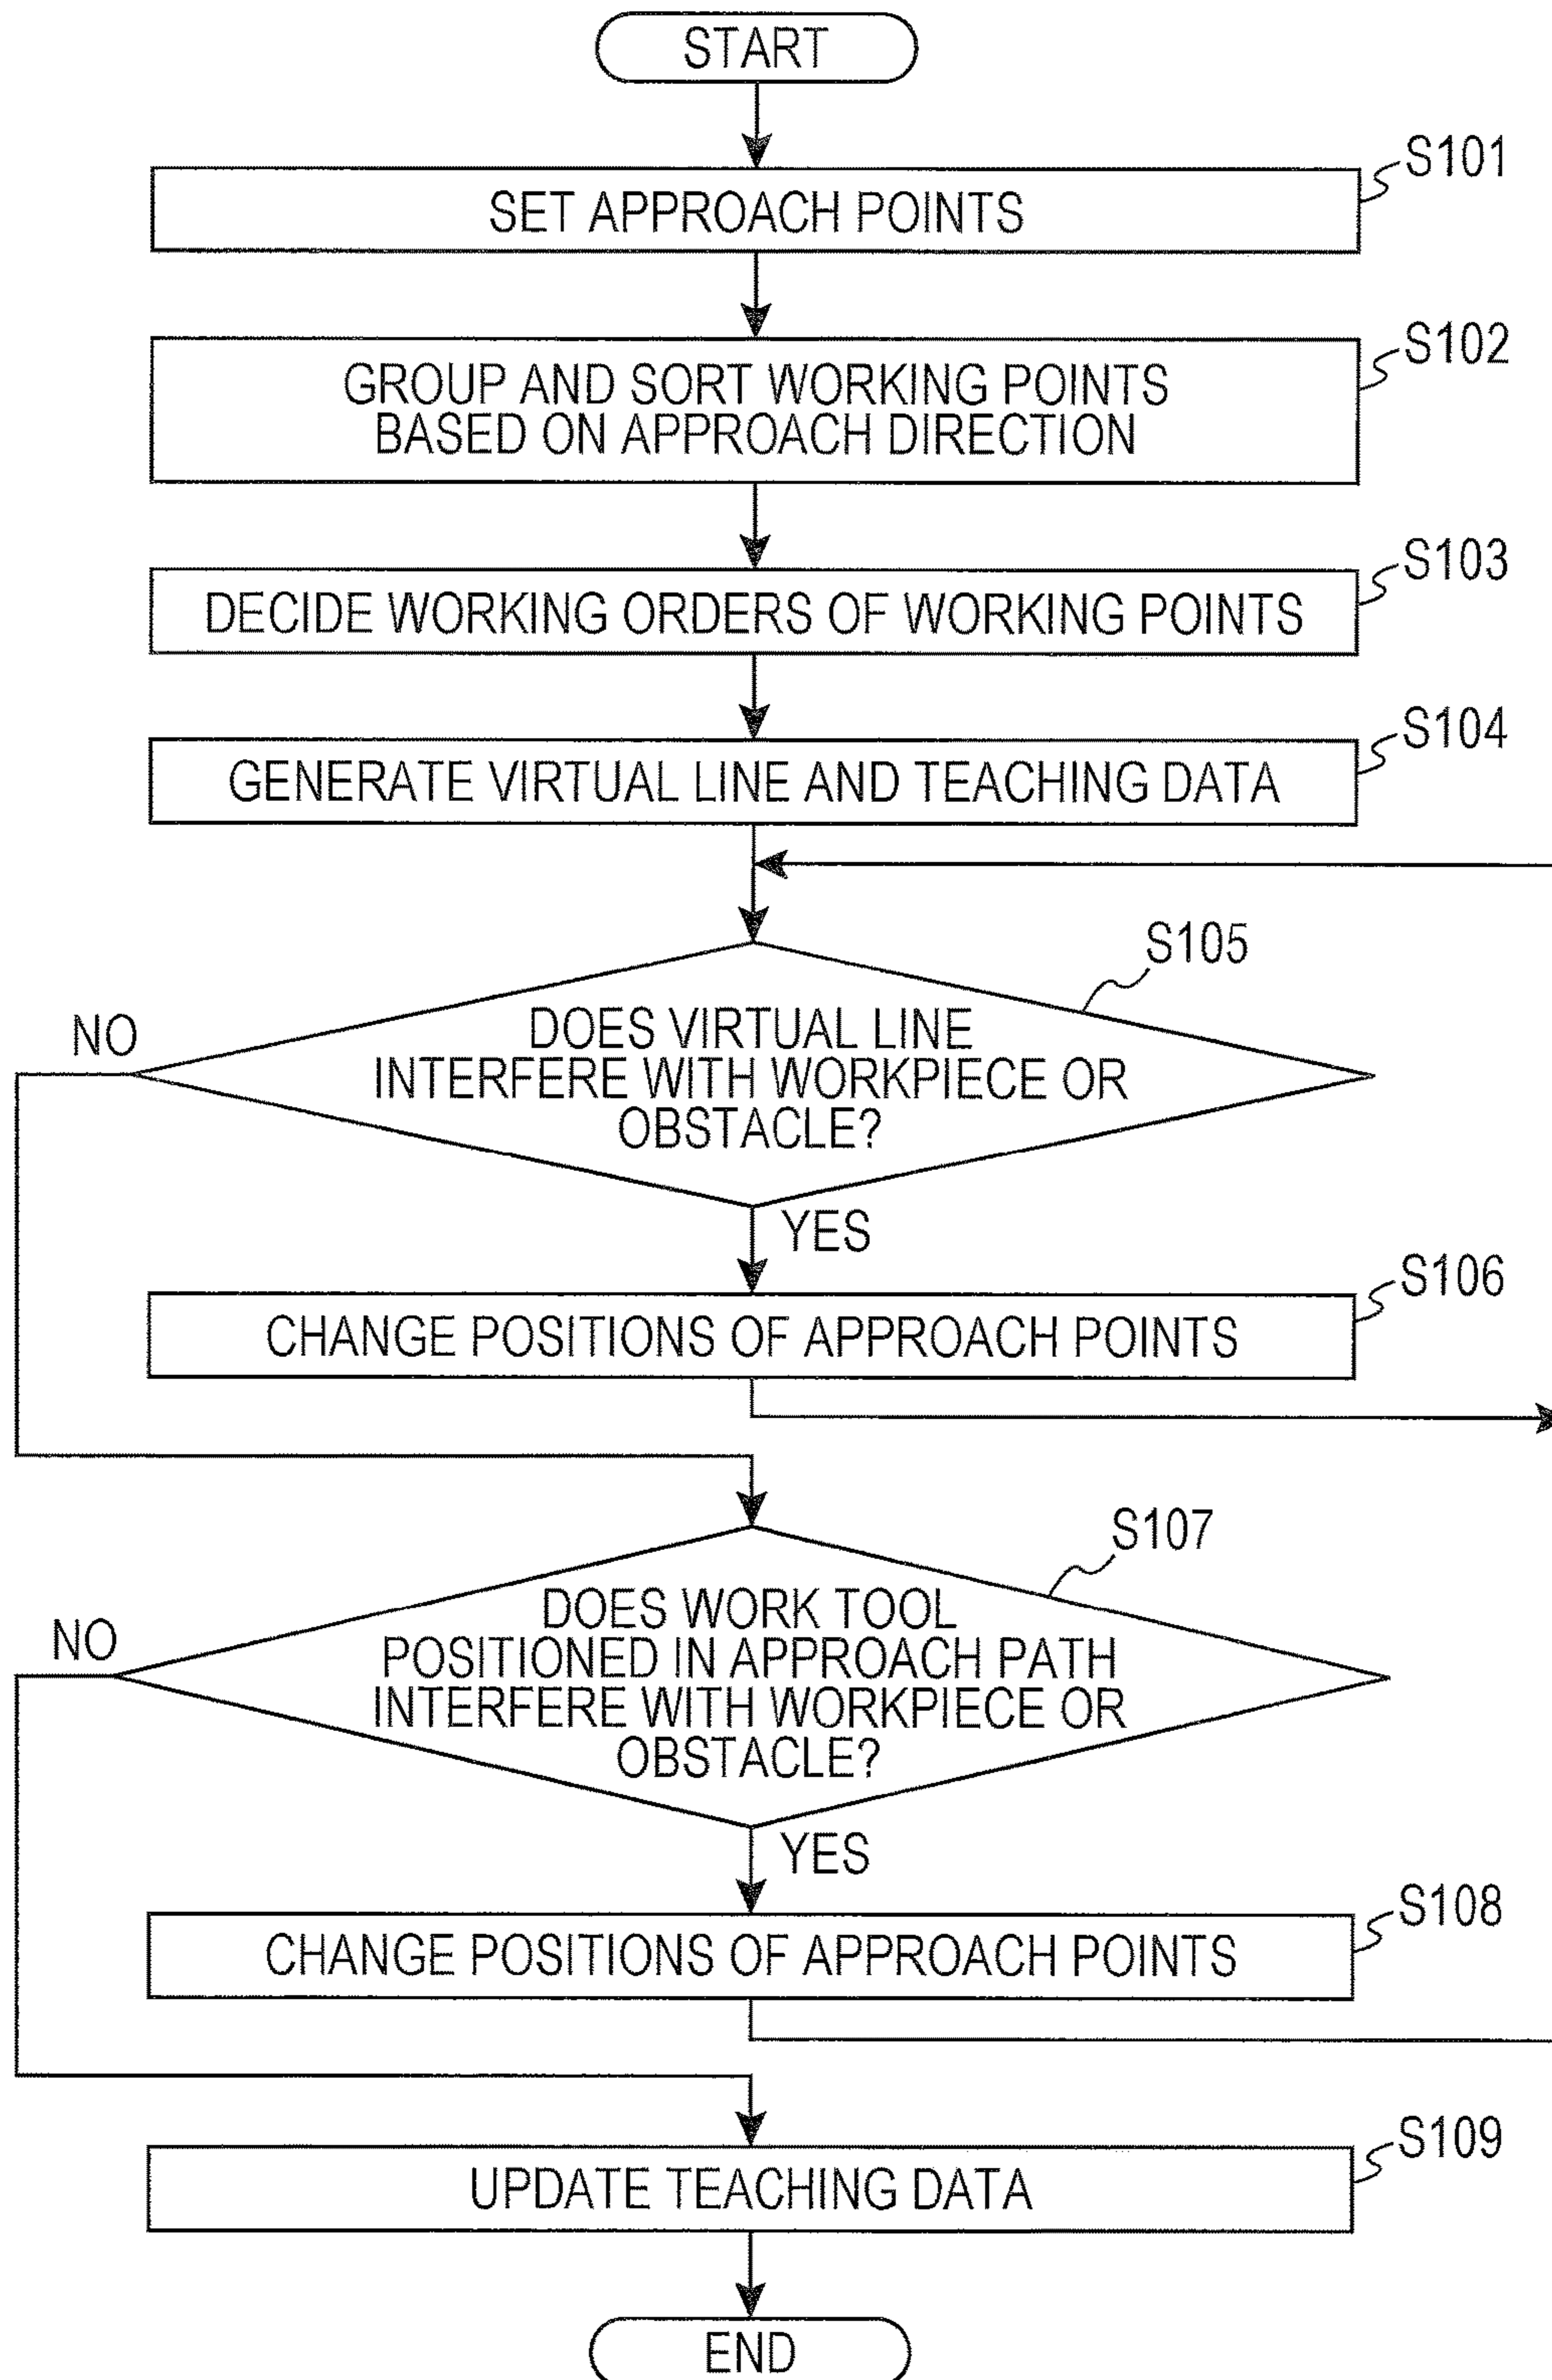 START
S101
SET APPROACH POINTS
S102
GROUP AND SORT WORKING POINTS
BASED ON APPROACH DIRECTION
S103
DECIDE WORKING ORDERS OF WORKING POINTS
S104
GENERATE VIRTUAL LINE AND TEACHING DATA
S105
NO
DOES VIRTUAL LINE
INTERFERE WITH WORKPIECE OR
OBSTACLE?
YES
S106
CHANGE POSITIONS OF APPROACH POINTS
S107
NO
DOES WORK TOOL
POSITIONED IN APPROACH PATH
INTERFERE WITH WORKPIECE OR
OBSTACLE?
YES
S108
CHANGE POSITIONS OF APPROACH POINTS
S109
UPDATE TEACHING DATA
END